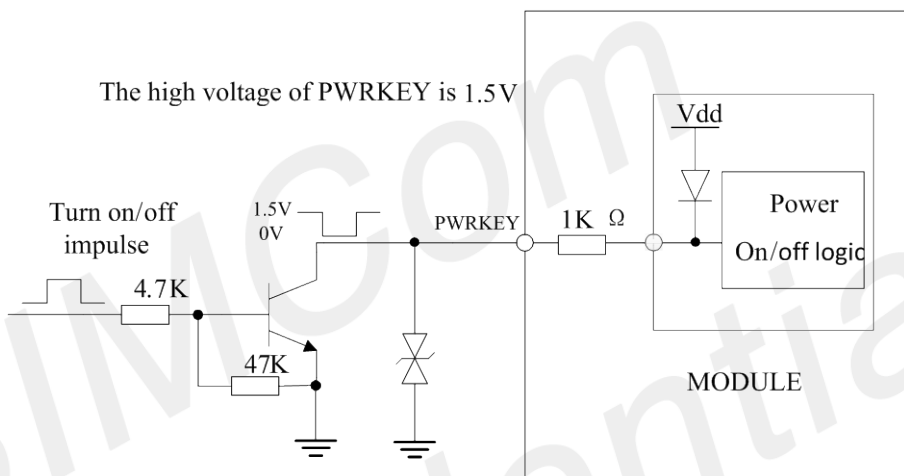 The high voltage of PWRKEY is 1.5V
Vdd
Power
On/off logic
Turn on/off
impulse
1.5V
0V
PWRKEY
1K Ω
4.7K
47K
MODULE
SIMCom